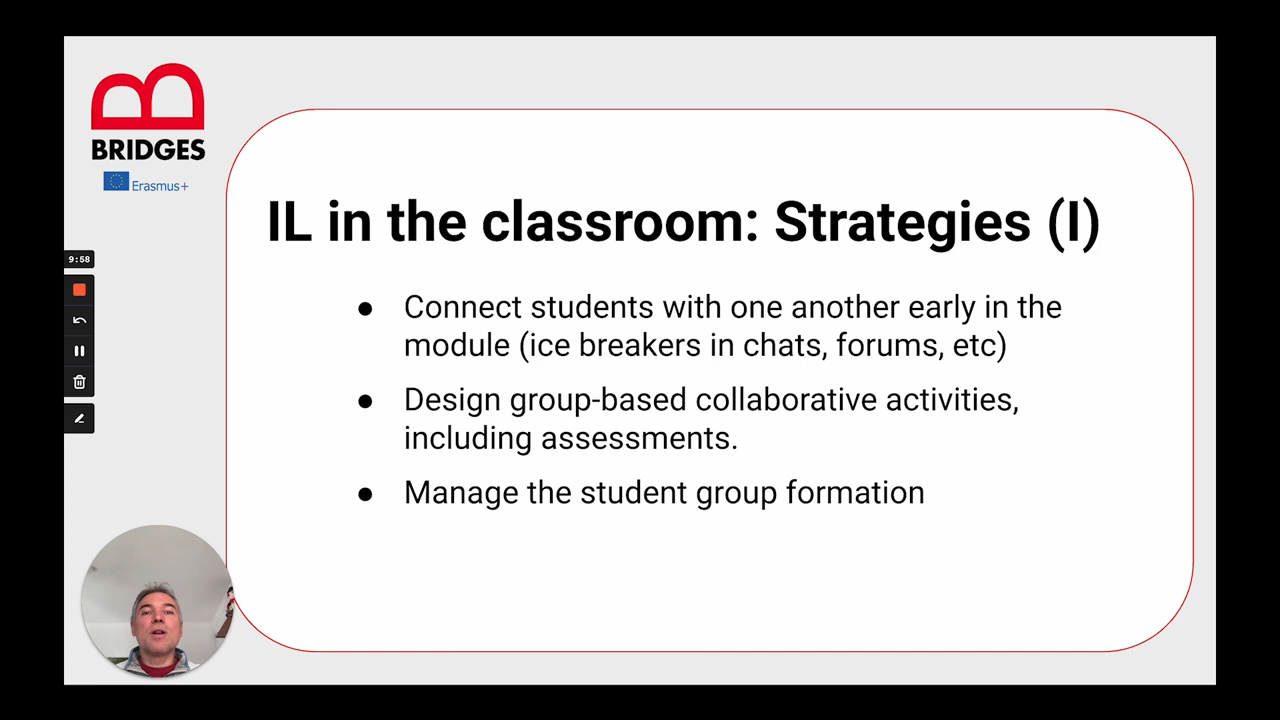 BRIDGES
Erasmus+
IL in the classroom: Strategies (I)
9:58
● Connect students with one another early in the
module (ice breakers in chats, forums, etc)
● Design group-based collaborative activities,
including assessments.
● Manage the student group formation